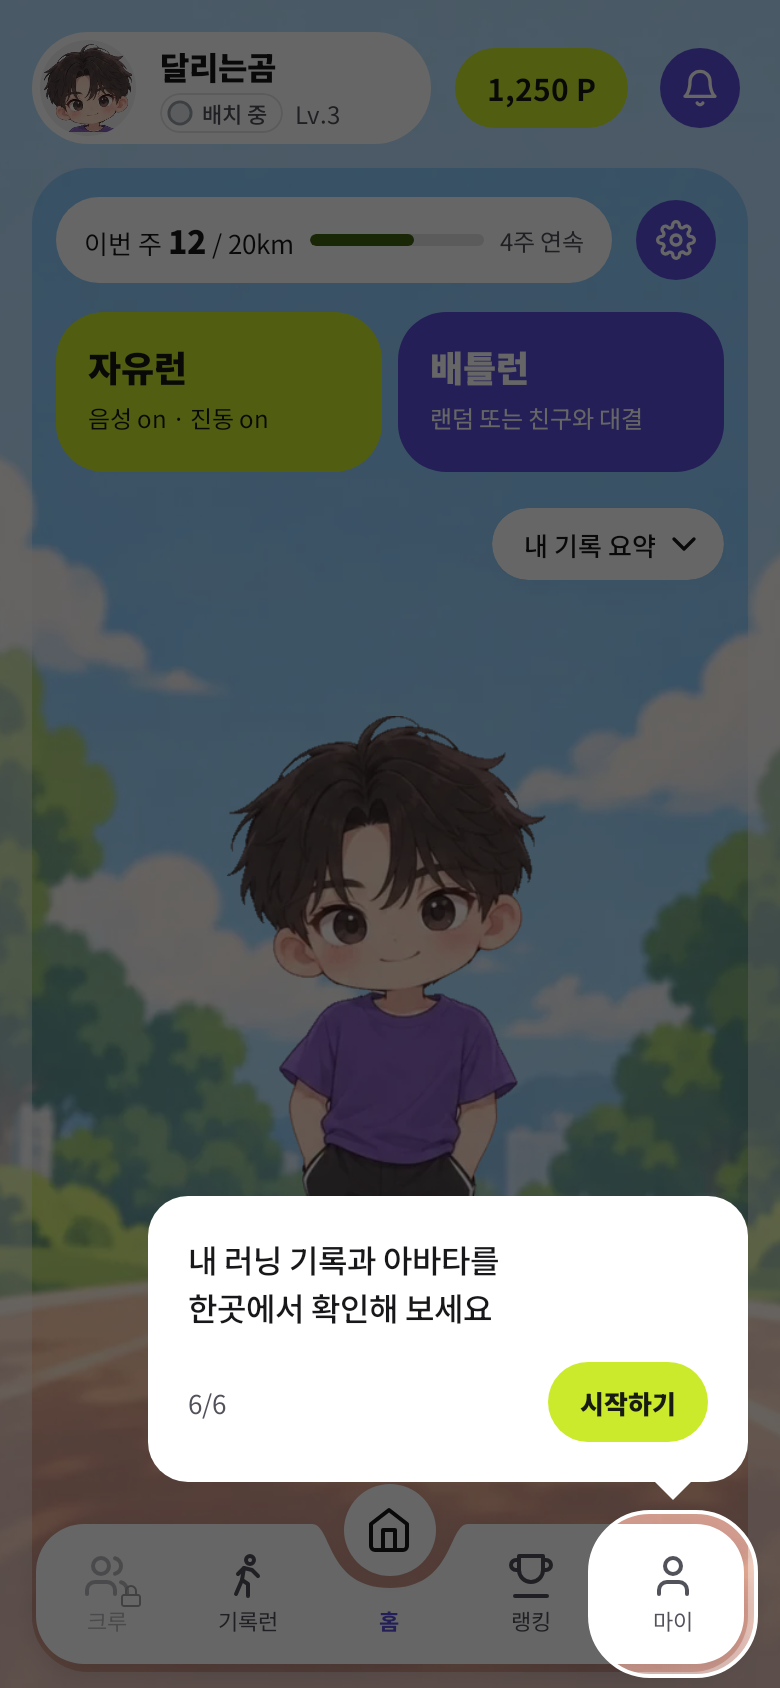 달리는곰
배치 중 Lv.3
1,250 P
이번 주 12 / 20km 4주 연속
자유런
음성 on · 진동 on
배틀런
랜덤 또는 친구와 대결
내 기록 요약
내 러닝 기록과 아바타를
한곳에서 확인해 보세요
6/6 시작하기
크루 기록런 홈 랭킹 마이